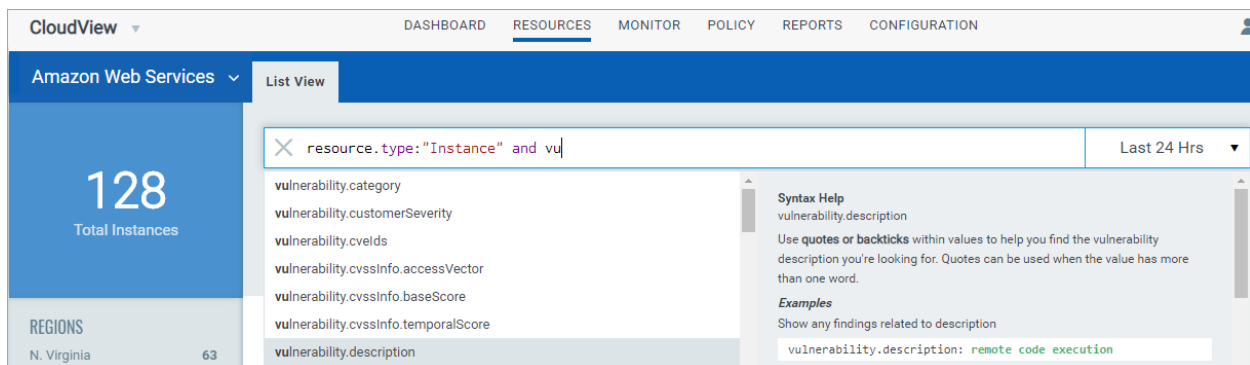 CloudView
DASHBOARD RESOURCES MONITOR POLICY REPORTS CONFIGURATION
Amazon Web Services
List View
128
Total Instances
REGIONS
N. Virginia 63
resource.type:"Instance" and vu
Last 24 Hrs
vulnerability.category
vulnerability.customerSeverity
vulnerability.cveIds
vulnerability.cvssInfo.accessVector
vulnerability.cvssInfo.baseScore
vulnerability.cvssInfo.temporalScore
vulnerability.description
Syntax Help
vulnerability.description
Use quotes or backticks within values to help you find the vulnerability
description you're looking for. Quotes can be used when the value has more
than one word.
Examples
Show any findings related to description
vulnerability.description: remote code execution